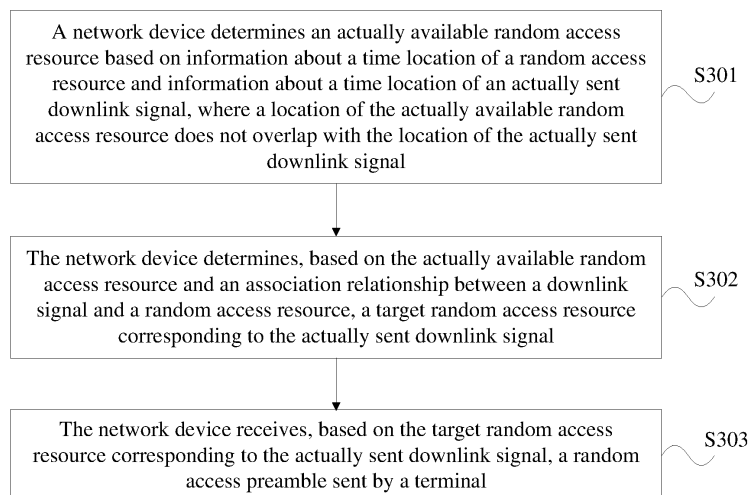 A network device determines an actually available random access
resource based on information about a time location of a random access
resource and information about a time location of an actually sent
downlink signal, where a location of the actually available random
access resource does not overlap with the location of the actually sent
downlink signal
S301
The network device determines, based on the actually available random
access resource and an association relationship between a downlink
signal and a random access resource, a target random access resource
corresponding to the actually sent downlink signal
S302
The network device receives, based on the target random access
resource corresponding to the actually sent downlink signal, a random
access preamble sent by a terminal
S303